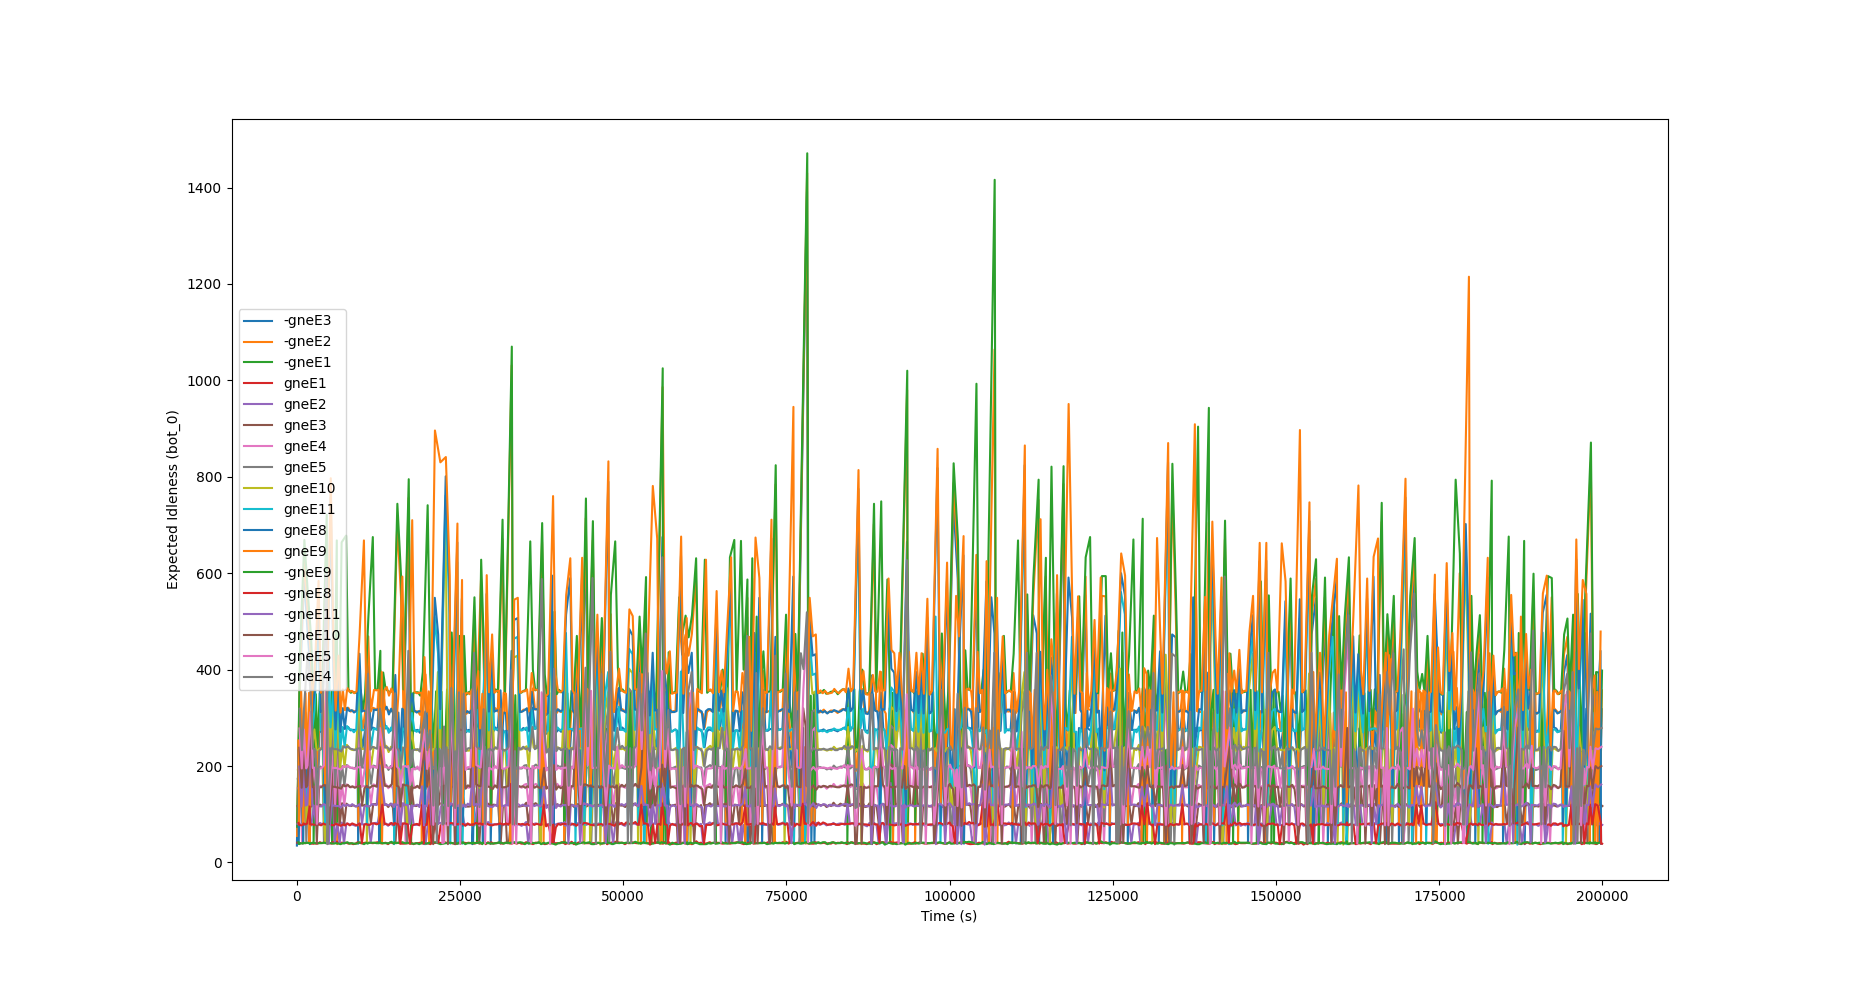 1400
1200
1000
800
600
400
200
0
Expected Idleness (bot_0)
-gneE3
-gneE2
-gneE1
gneE1
gneE2
gneE3
gneE4
gneE5
gneE10
gneE11
gneE8
gneE9
-gneE9
-gneE8
-gneE11
-gneE10
-gneE5
-gneE4
0 25000 50000 75000 100000 125000 150000 175000 200000
Time (s)